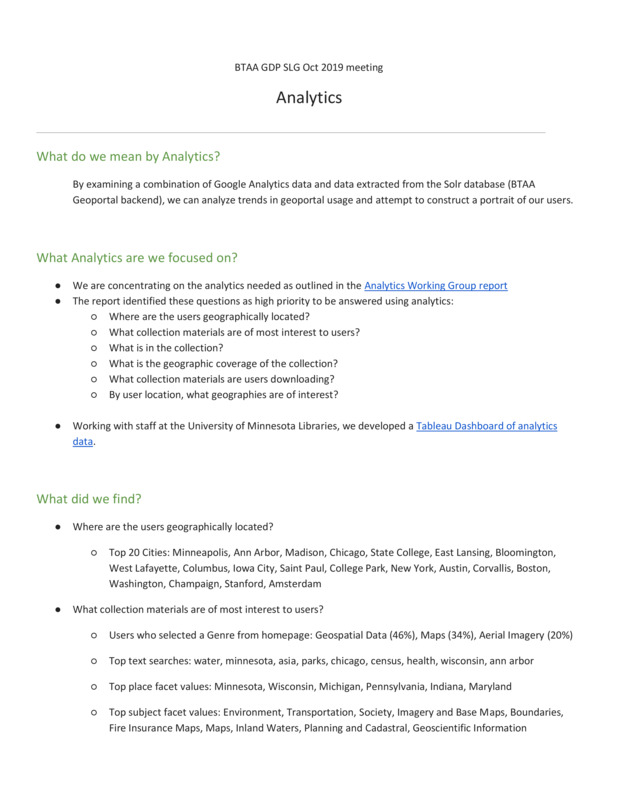 BTAA GDP SLG Oct 2019 meeting
Analytics
What do we mean by Analytics?
By examining a combination of Google Analytics data and data extracted from the Solr database (BTAA
Geoportal backend), we can analyze trends in geoportal usage and attempt to construct a portrait of our users.
What Analytics are we focused on?
● We are concentrating on the analytics needed as outlined in the Analytics Working Group report
● The report identified these questions as high priority to be answered using analytics:
○ Where are the users geographically located?
○ What collection materials are of most interest to users?
○ What is in the collection?
○ What is the geographic coverage of the collection?
○ What collection materials are users downloading?
○ By user location, what geographies are of interest?
● Working with staff at the University of Minnesota Libraries, we developed a Tableau Dashboard of analytics
data.
What did we find?
● Where are the users geographically located?
○ Top 20 Cities: Minneapolis, Ann Arbor, Madison, Chicago, State College, East Lansing, Bloomington,
West Lafayette, Columbus, Iowa City, Saint Paul, College Park, New York, Austin, Corvallis, Boston,
Washington, Champaign, Stanford, Amsterdam
● What collection materials are of most interest to users?
○ Users who selected a Genre from homepage: Geospatial Data (46%), Maps (34%), Aerial Imagery (20%)
○ Top text searches: water, minnesota, asia, parks, chicago, census, health, wisconsin, ann arbor
○ Top place facet values: Minnesota, Wisconsin, Michigan, Pennsylvania, Indiana, Maryland
○ Top subject facet values: Environment, Transportation, Society, Imagery and Base Maps, Boundaries,
Fire Insurance Maps, Maps, Inland Waters, Planning and Cadastral, Geoscientific Information